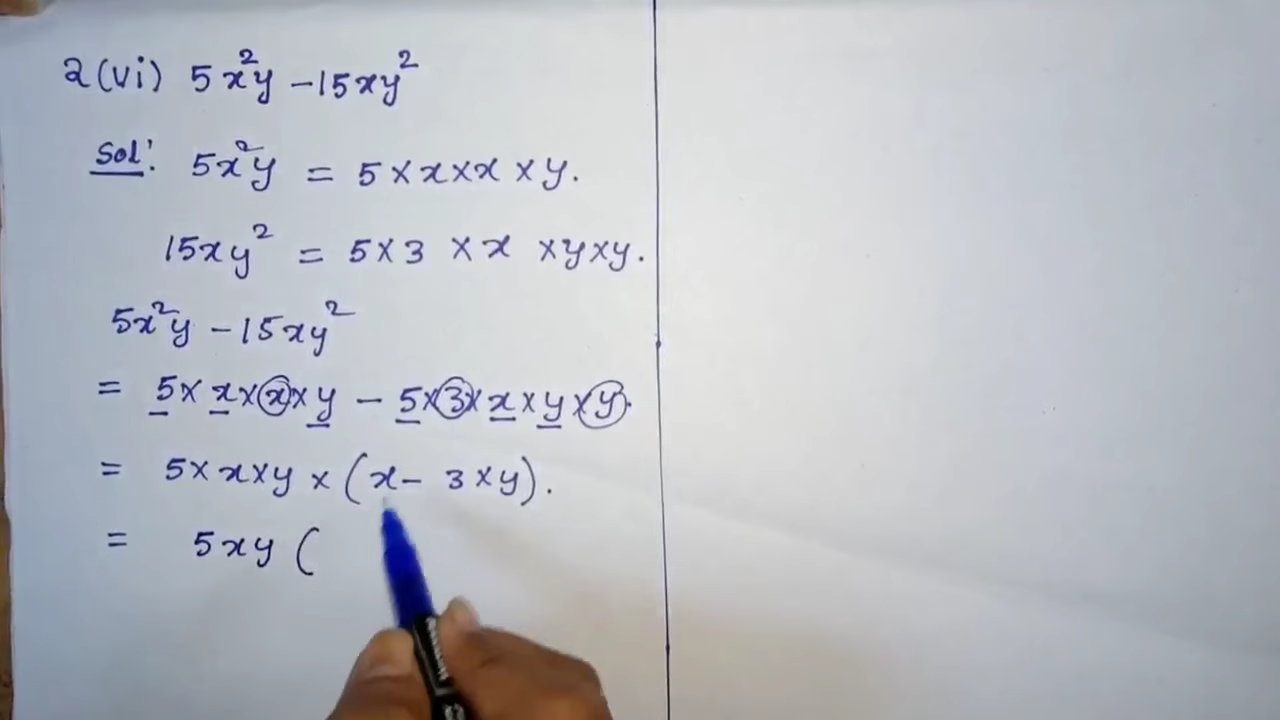 2(vi) 5x²y - 15xy²
Sol: 5x²y = 5 × x × x × y.
15xy² = 5 × 3 × x × y × y.
5x²y - 15xy²
= 5 × x × x × y - 5 × 3 × x × y × y.
= 5 × x × y × (x - 3 × y).
= 5xy (